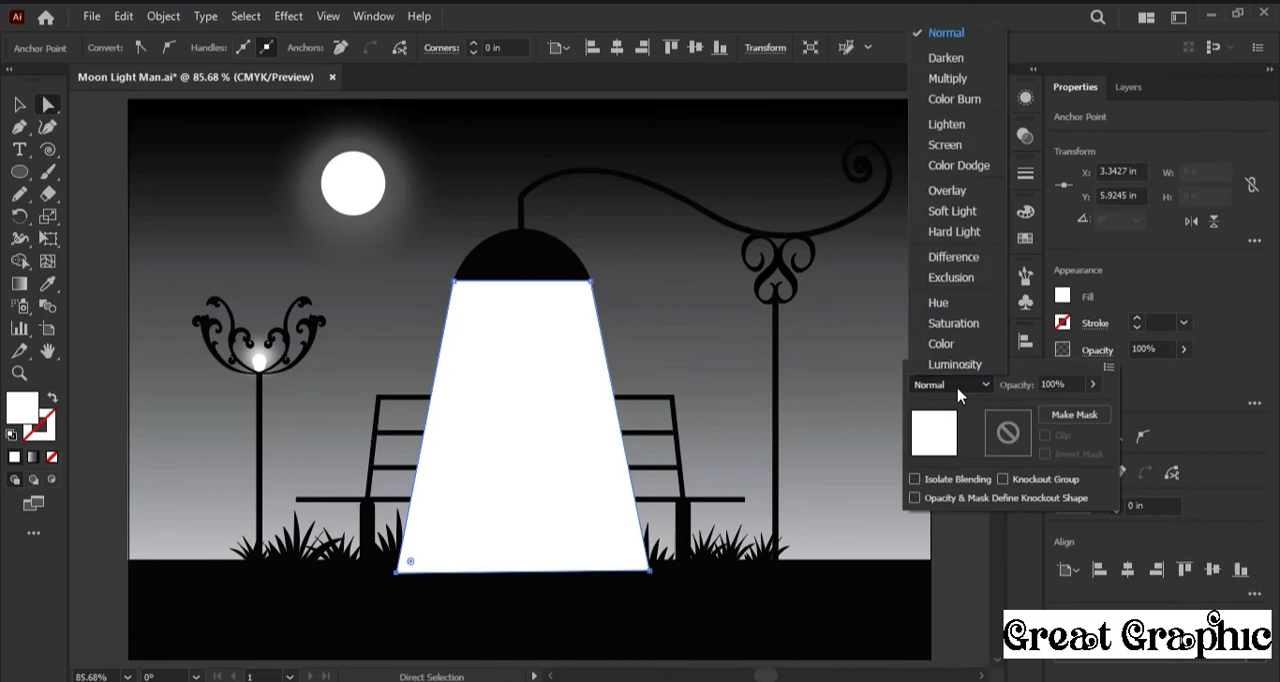 Ai File Edit Object Type Select Effect View Window Help
Anchor Point Convert: Handles: Anchors: Corners: 0 in Transform
Moon Light Man.ai* @ 85.68 % (CMYK/Preview) ×
Normal
Darken
Multiply
Color Burn
Lighten
Screen
Color Dodge
Overlay
Soft Light
Hard Light
Difference
Exclusion
Hue
Saturation
Color
Luminosity
Normal Opacity: 100%
Make Mask
Clip
Invert Mask
Isolate Blending Knockout Group
Opacity & Mask Define Knockout Shape
Properties Layers
Anchor Point
Transform
X: 3.3427 in W:
Y: 5.9245 in H:
Appearance
Fill
Stroke
Opacity 100%
0 in
Align
Great Graphic
85.68% 0° 1 Direct Selection